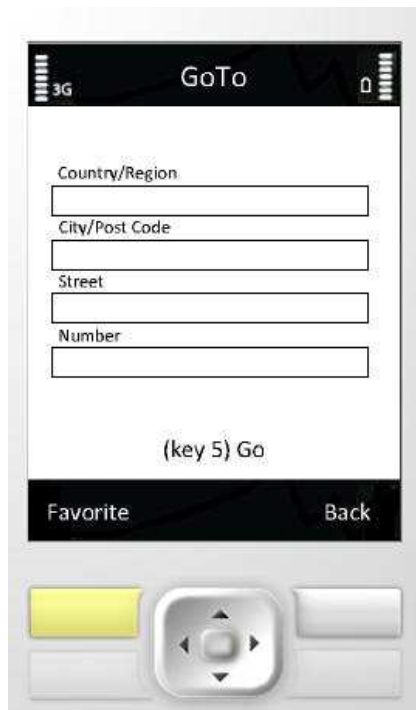 3G GoTo
Country/Region
City/Post Code
Street
Number
(key 5) Go
Favorite Back